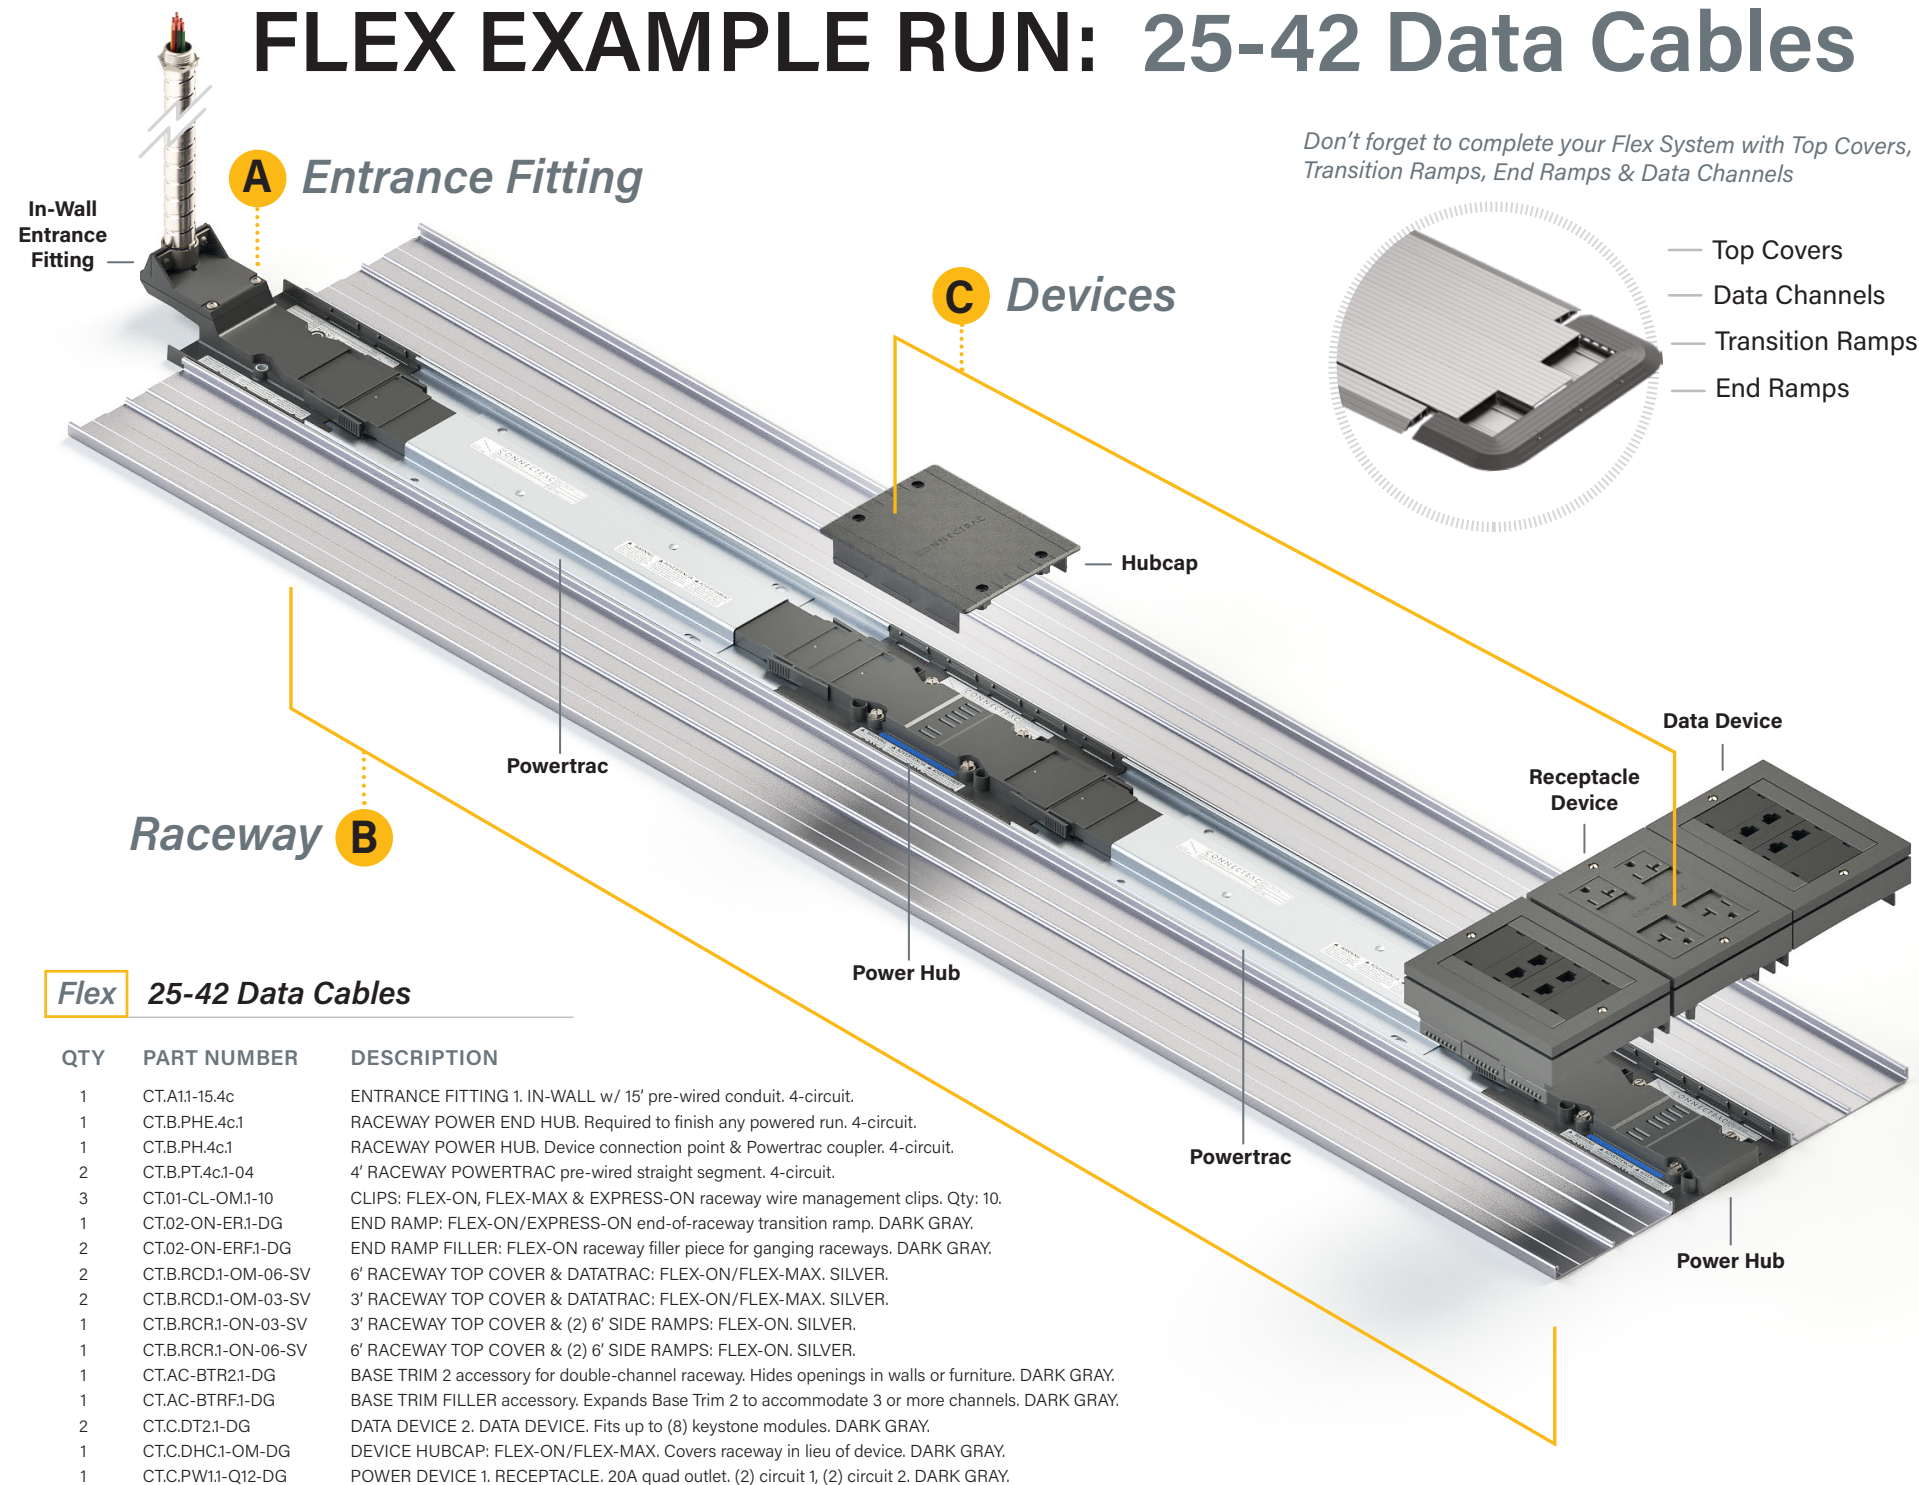 FLEX EXAMPLE RUN: 25-42 Data Cables
Don't forget to complete your Flex System with Top Covers,
Transition Ramps, End Ramps & Data Channels
A Entrance Fitting
In-Wall
Entrance
Fitting
C Devices
Top Covers
Data Channels
Transition Ramps
End Ramps
CONNECTRAC
CONNECTRAC
Hubcap
CONNECTRAC
Powertrac
Data Device
Receptacle
Device
Raceway B
CONNECTRAC
Power Hub
Powertrac
CONNECTRAC
Power Hub
Flex 25-42 Data Cables
QTY PART NUMBER DESCRIPTION
1 CT.A1.1-15.4c ENTRANCE FITTING 1. IN-WALL w/ 15' pre-wired conduit. 4-circuit.
1 CT.B.PHE.4c.1 RACEWAY POWER END HUB. Required to finish any powered run. 4-circuit.
1 CT.B.PH.4c.1 RACEWAY POWER HUB. Device connection point & Powertrac coupler. 4-circuit.
2 CT.B.PT.4c.1-04 4' RACEWAY POWERTRAC pre-wired straight segment. 4-circuit.
3 CT.01-CL-OM.1-10 CLIPS: FLEX-ON, FLEX-MAX & EXPRESS-ON raceway wire management clips. Qty: 10.
1 CT.02-ON-ER.1-DG END RAMP: FLEX-ON/EXPRESS-ON end-of-raceway transition ramp. DARK GRAY.
2 CT.02-ON-ERF.1-DG END RAMP FILLER: FLEX-ON raceway filler piece for ganging raceways. DARK GRAY.
2 CT.B.RCD.1-OM-06-SV 6' RACEWAY TOP COVER & DATATRAC: FLEX-ON/FLEX-MAX. SILVER.
2 CT.B.RCD.1-OM-03-SV 3' RACEWAY TOP COVER & DATATRAC: FLEX-ON/FLEX-MAX. SILVER.
1 CT.B.RCR.1-ON-03-SV 3' RACEWAY TOP COVER & (2) 6' SIDE RAMPS: FLEX-ON. SILVER.
1 CT.B.RCR.1-ON-06-SV 6' RACEWAY TOP COVER & (2) 6' SIDE RAMPS: FLEX-ON. SILVER.
1 CT.AC-BTR2.1-DG BASE TRIM 2 accessory for double-channel raceway. Hides openings in walls or furniture. DARK GRAY.
1 CT.AC-BTRF.1-DG BASE TRIM FILLER accessory. Expands Base Trim 2 to accommodate 3 or more channels. DARK GRAY.
2 CT.C.DT2.1-DG DATA DEVICE 2. DATA DEVICE. Fits up to (8) keystone modules. DARK GRAY.
1 CT.C.DHC.1-OM-DG DEVICE HUBCAP: FLEX-ON/FLEX-MAX. Covers raceway in lieu of device. DARK GRAY.
1 CT.C.PW1.1-Q12-DG POWER DEVICE 1. RECEPTACLE. 20A quad outlet. (2) circuit 1, (2) circuit 2. DARK GRAY.